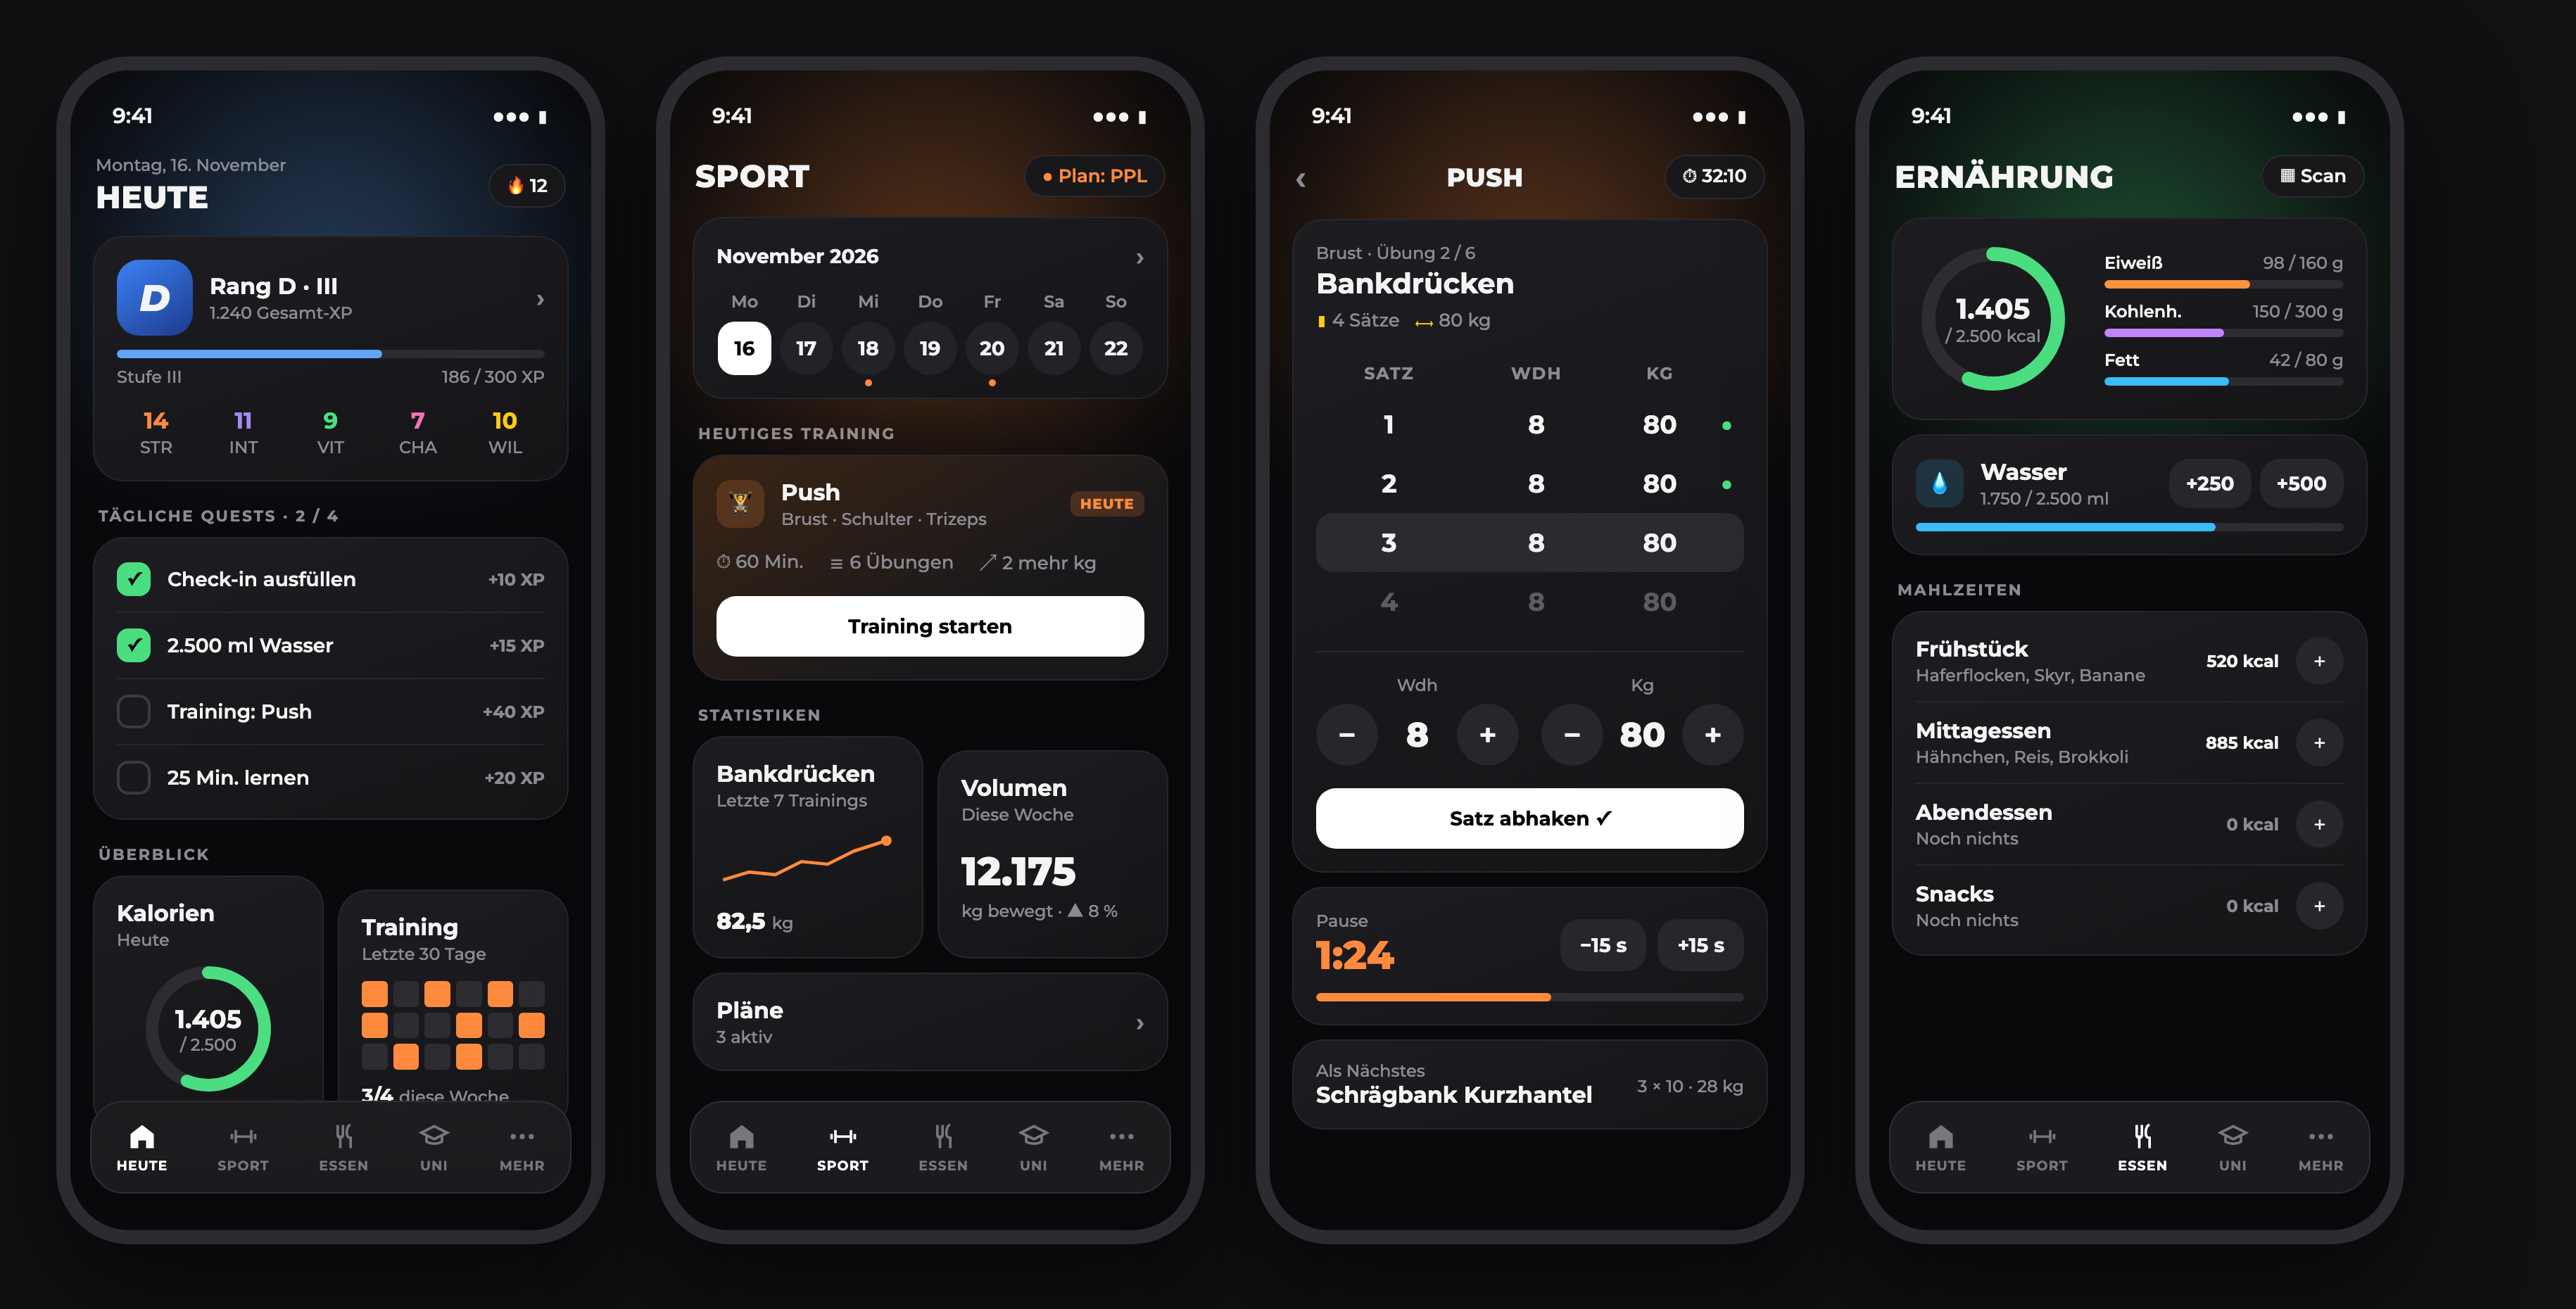 9:41
Montag, 16. November
HEUTE
🔥 12
D
Rang D · III
1.240 Gesamt-XP
›
Stufe III 186 / 300 XP
14 11 9 7 10
STR INT VIT CHA WIL
TÄGLICHE QUESTS · 2 / 4
✓ Check-in ausfüllen +10 XP
✓ 2.500 ml Wasser +15 XP
Training: Push +40 XP
25 Min. lernen +20 XP
ÜBERBLICK
Kalorien
Heute
1.405
/ 2.500
Training
Letzte 30 Tage
3/4 diese Woche
HEUTE SPORT ESSEN UNI MEHR
9:41
SPORT
• Plan: PPL
November 2026 ›
Mo Di Mi Do Fr Sa So
16 17 18 19 20 21 22
HEUTIGES TRAINING
Push
Brust · Schulter · Trizeps
HEUTE
⏱ 60 Min. ≡ 6 Übungen ↗ 2 mehr kg
Training starten
STATISTIKEN
Bankdrücken
Letzte 7 Trainings
82,5 kg
Volumen
Diese Woche
12.175
kg bewegt · ▲ 8 %
Pläne
3 aktiv
›
HEUTE SPORT ESSEN UNI MEHR
9:41
‹ PUSH ⏱ 32:10
Brust · Übung 2 / 6
Bankdrücken
▮ 4 Sätze ↔ 80 kg
SATZ WDH KG
1 8 80 •
2 8 80 •
3 8 80
4 8 80
Wdh Kg
− 8 + − 80 +
Satz abhaken ✓
Pause
1:24
−15 s +15 s
Als Nächstes
Schrägbank Kurzhantel
3 × 10 · 28 kg
9:41
ERNÄHRUNG
▦ Scan
1.405
/ 2.500 kcal
Eiweiß 98 / 160 g
Kohlenh. 150 / 300 g
Fett 42 / 80 g
💧 Wasser
1.750 / 2.500 ml
+250 +500
MAHLZEITEN
Frühstück
Haferflocken, Skyr, Banane
520 kcal +
Mittagessen
Hähnchen, Reis, Brokkoli
885 kcal +
Abendessen
Noch nichts
0 kcal +
Snacks
Noch nichts
0 kcal +
HEUTE SPORT ESSEN UNI MEHR